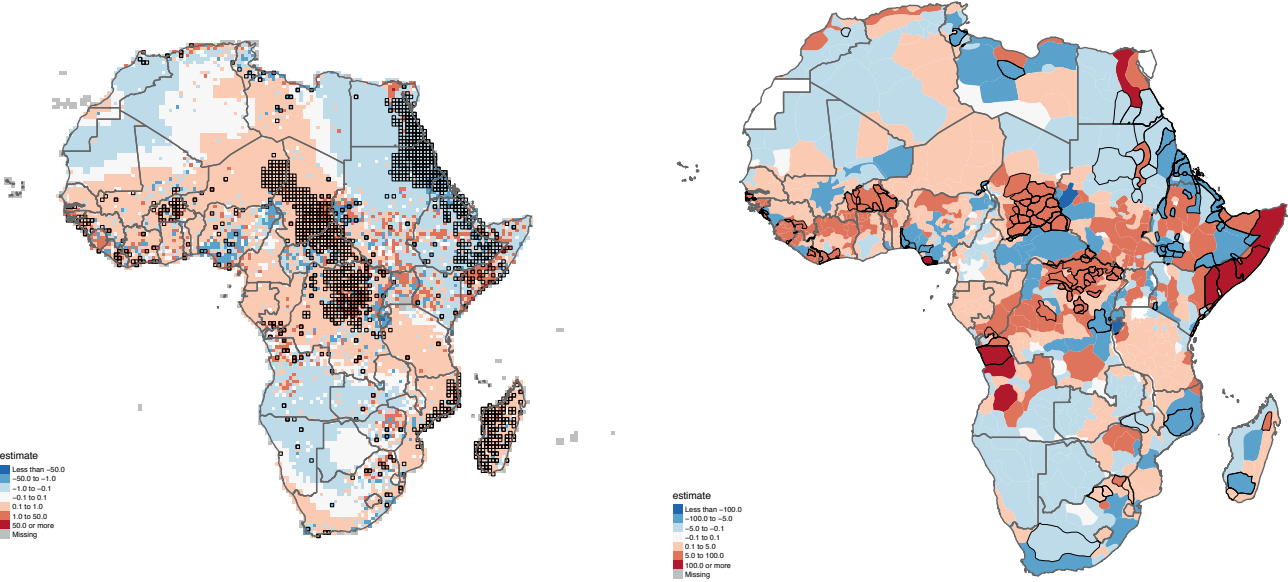 estimate
Less than −50.0
−50.0 to −1.0
−1.0 to −0.1
−0.1 to 0.1
0.1 to 1.0
1.0 to 50.0
50.0 or more
Missing
estimate
Less than −100.0
−100.0 to −5.0
−5.0 to −0.1
−0.1 to 0.1
0.1 to 5.0
5.0 to 100.0
100.0 or more
Missing